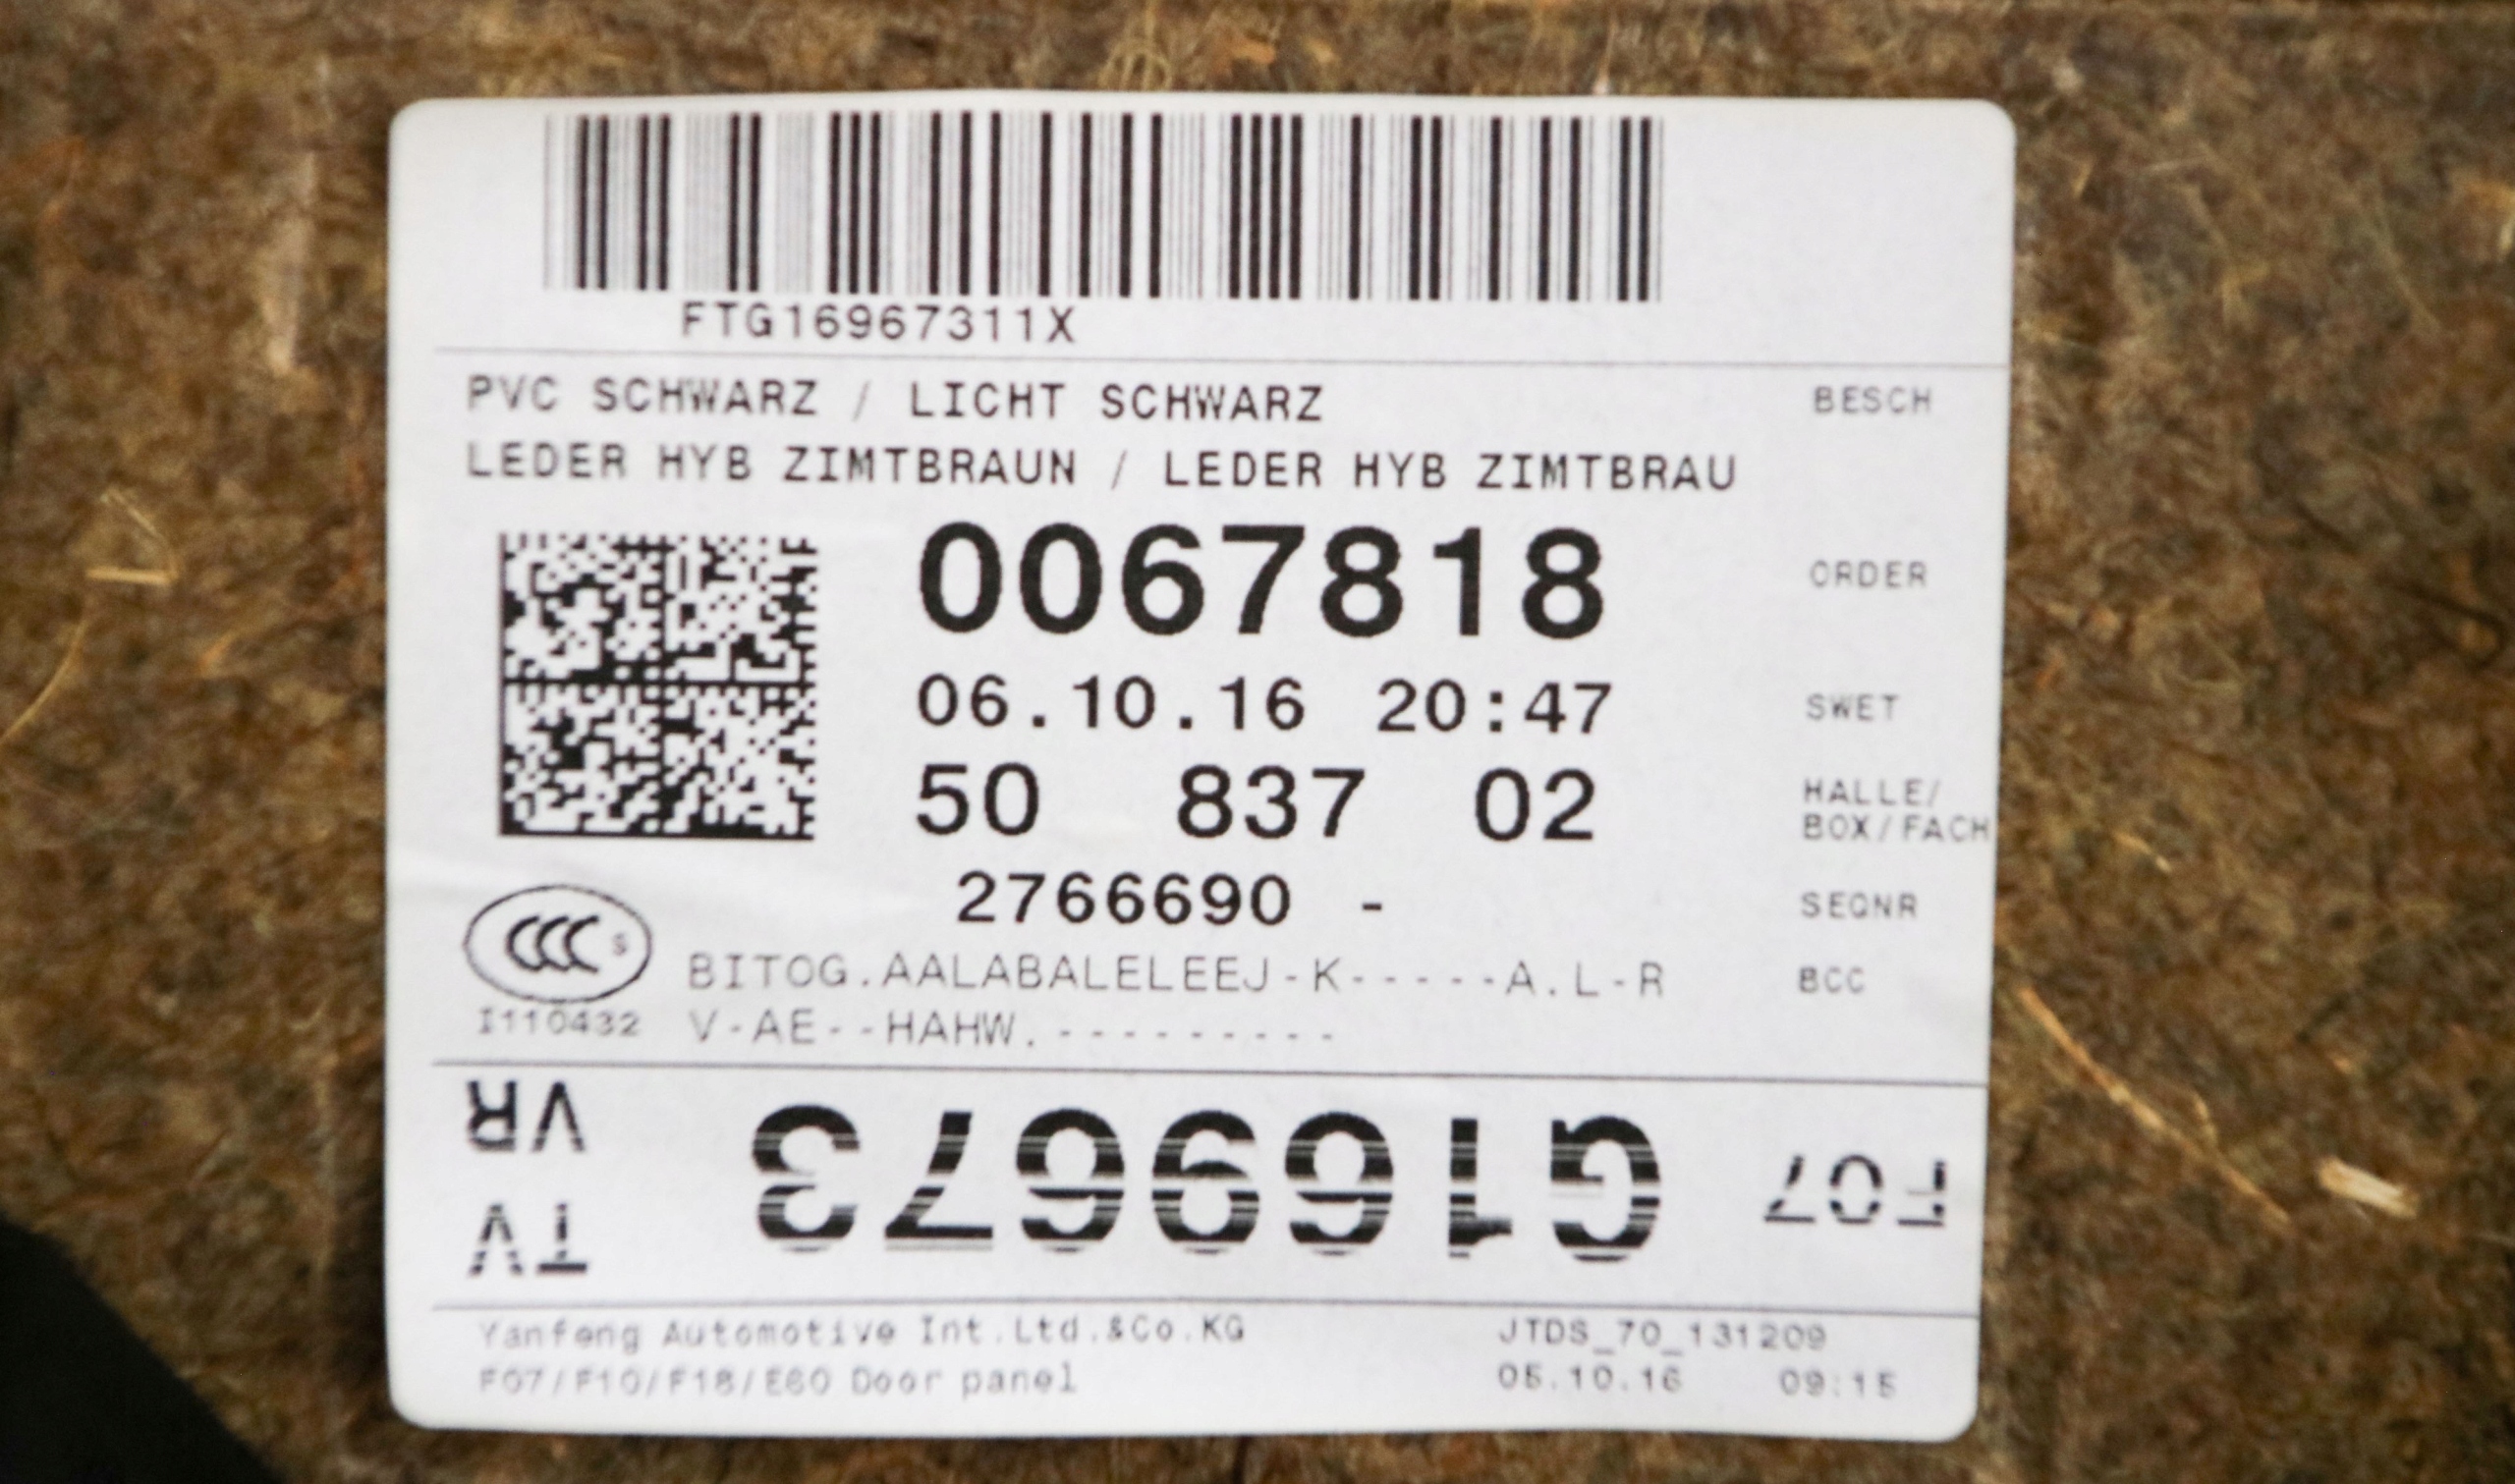 FTG16967311X
PVC SCHWARZ / LICHT SCHWARZ BESCH
LEDER HYB ZIMTBRAUN / LEDER HYB ZIMTBRAU
0067818 ORDER
06.10.16 20:47 SWET
50 837 02 HALLE/
BOX/FACH
2766690 - SEQNR
CCC S
BITOG.AALABALELEEJ-K-----A.L-R BCC
I110432 V-AE--HAHW.---------
F07 G169673 TV
VR
Yanfeng Automotive Int.Ltd.&Co.KG JTDS_70_131209
F07/F10/F18/E60 Door panel 05.10.16 09:15